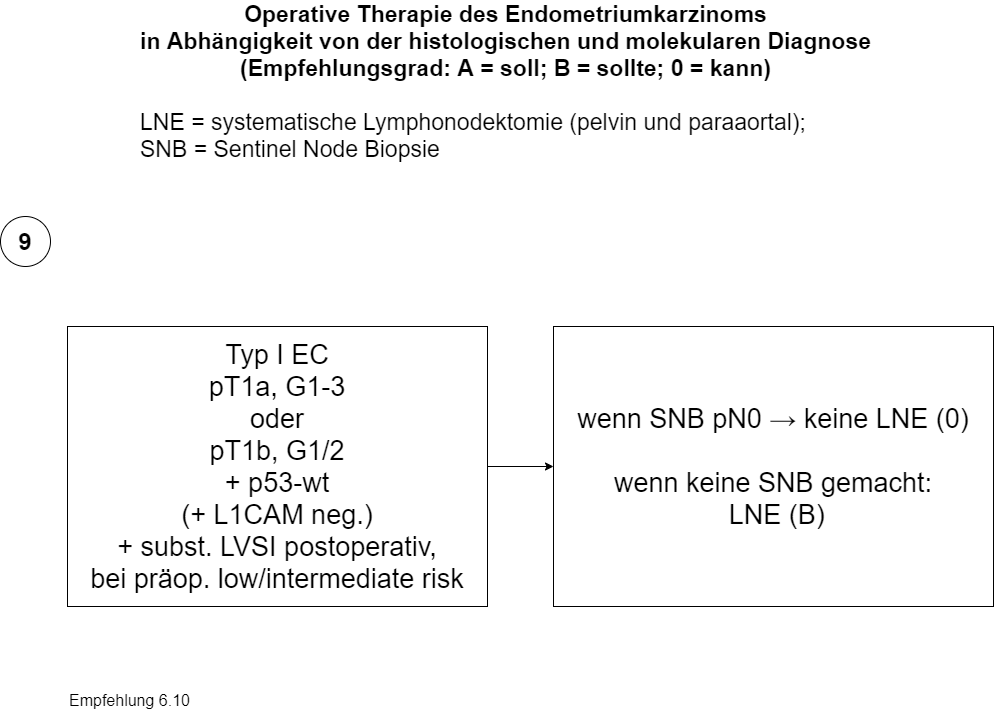 Operative Therapie des Endometriumkarzinoms
in Abhängigkeit von der histologischen und molekularen Diagnose
(Empfehlungsgrad: A = soll; B = sollte; 0 = kann)
LNE = systematische Lymphonodektomie (pelvin und paraaortal);
SNB = Sentinel Node Biopsie
9
Typ I EC
pT1a, G1-3
oder
pT1b, G1/2
+ p53-wt
(+ L1CAM neg.)
+ subst. LVSI postoperativ,
bei präop. low/intermediate risk
wenn SNB pN0 → keine LNE (0)
wenn keine SNB gemacht:
LNE (B)
Empfehlung 6.10